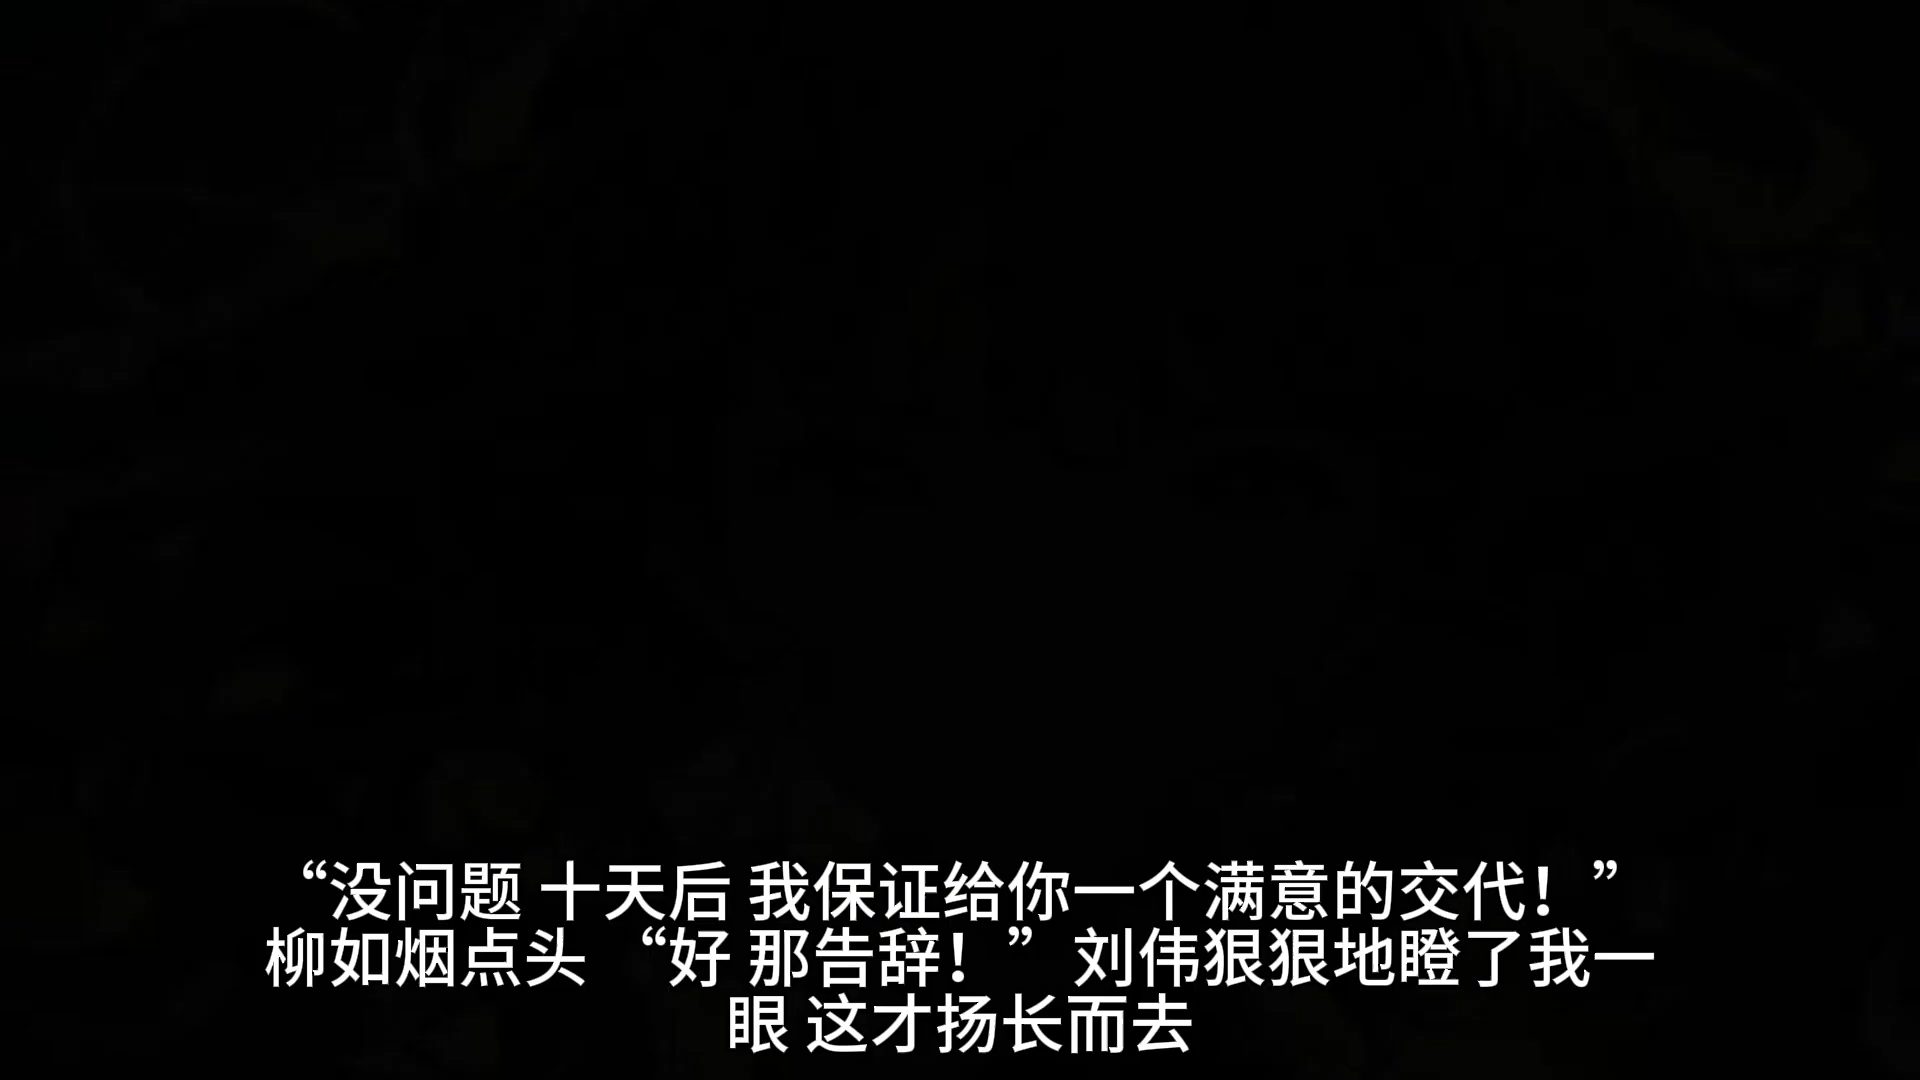 “没问题 十天后 我保证给你一个满意的交代！”
柳如烟点头 “好 那告辞！” 刘伟狠狠地瞪了我一
眼 这才扬长而去